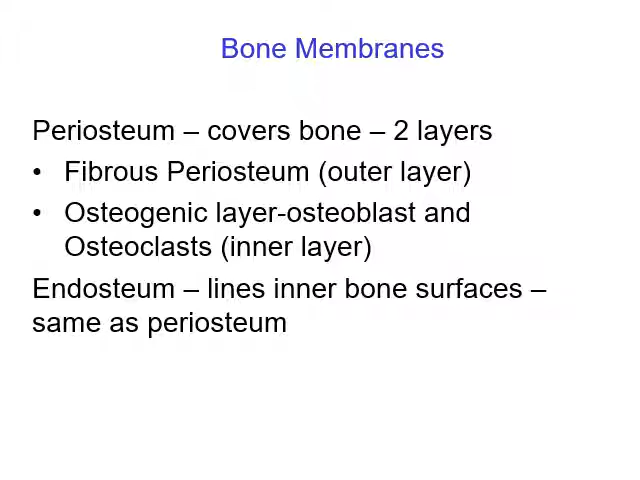 Bone Membranes
Periosteum – covers bone – 2 layers
• Fibrous Periosteum (outer layer)
• Osteogenic layer-osteoblast and
Osteoclasts (inner layer)
Endosteum – lines inner bone surfaces –
same as periosteum